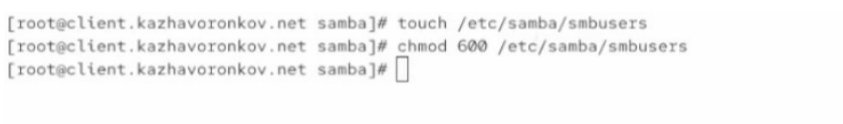 [root@client.kazhavoronkov.net samba]# touch /etc/samba/smbusers
[root@client.kazhavoronkov.net samba]# chmod 600 /etc/samba/smbusers
[root@client.kazhavoronkov.net samba]#